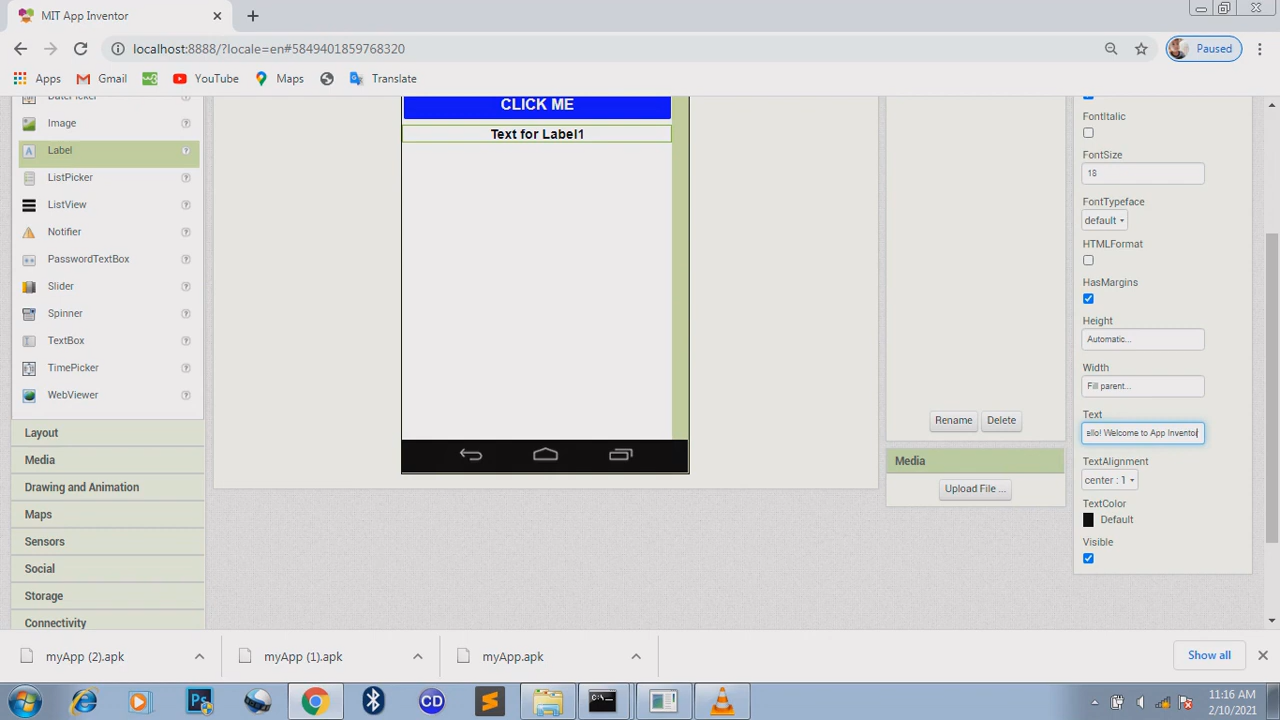 MIT App Inventor
localhost:8888/?locale=en#5849401859768320
Paused
Apps
Gmail
YouTube
Maps
Translate
Image
Label
ListPicker
ListView
Notifier
PasswordTextBox
Slider
Spinner
TextBox
TimePicker
WebViewer
Layout
Media
Drawing and Animation
Maps
Sensors
Social
Storage
Connectivity
CLICK ME
Text for Label1
Rename
Delete
Media
Upload File ...
FontItalic
FontSize
18
FontTypeface
default
HTMLFormat
HasMargins
Height
Automatic...
Width
Fill parent...
Text
ello! Welcome to App Inventor
TextAlignment
center : 1
TextColor
Default
Visible
myApp (2).apk
myApp (1).apk
myApp.apk
Show all
CD
11:16 AM
2/10/2021